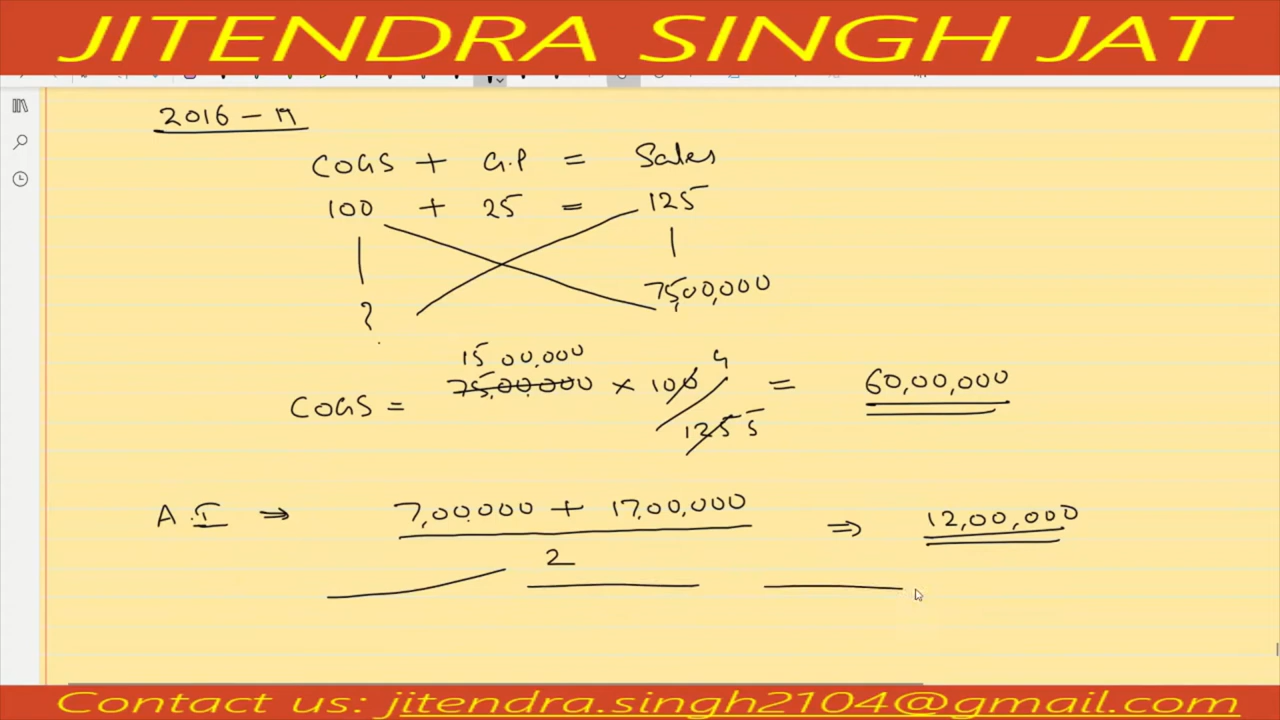 JITENDRA SINGH JAT
2016-17
COGS + G.P = Sales
100 + 25 = 125
75,00,000
?
15 00,000 4
COGS = 75,00,000 × 100 = 60,00,000
125 5
A.I ⇒ 7,00,000 + 17,00,000 ⇒ 12,00,000
2
Contact us: jitendra.singh2104@gmail.com